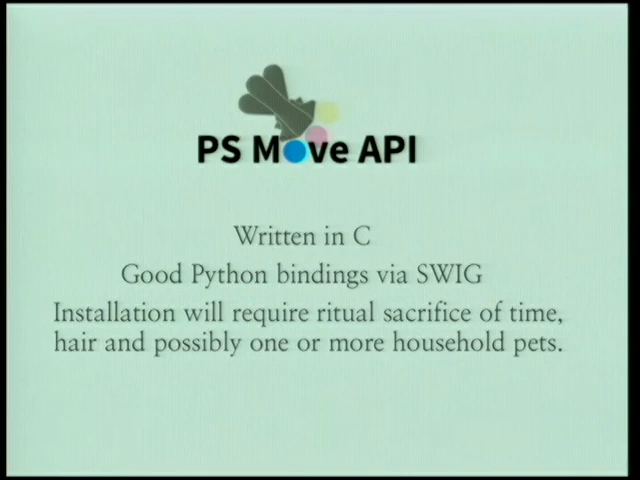 PS Move API
Written in C
Good Python bindings via SWIG
Installation will require ritual sacrifice of time,
hair and possibly one or more household pets.